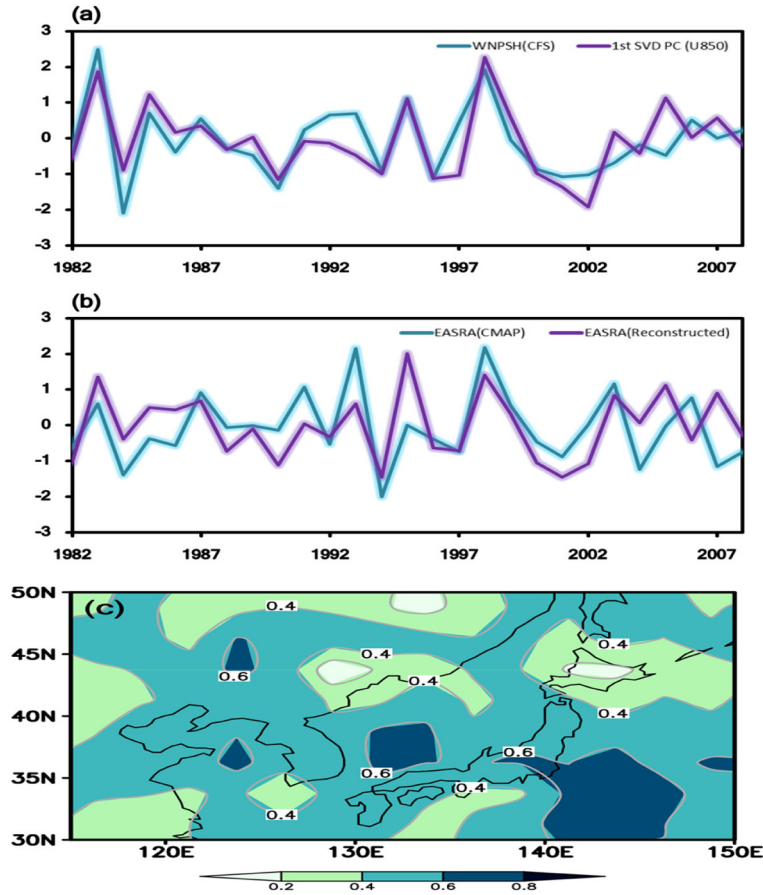 (a)
WNPSH(CFS) 1st SVD PC (U850)
3
2
1
0
-1
-2
-3
1982 1987 1992 1997 2002 2007
(b)
EASRA(CMAP) EASRA(Reconstructed)
3
2
1
0
-1
-2
-3
1982 1987 1992 1997 2002 2007
50N (c) 0.4
0.4
45N 0.4
0.6 0.4
0.4
40N
0.6
35N 0.6
0.4
0.4
30N
120E 130E 140E 150E
0.2 0.4 0.6 0.8